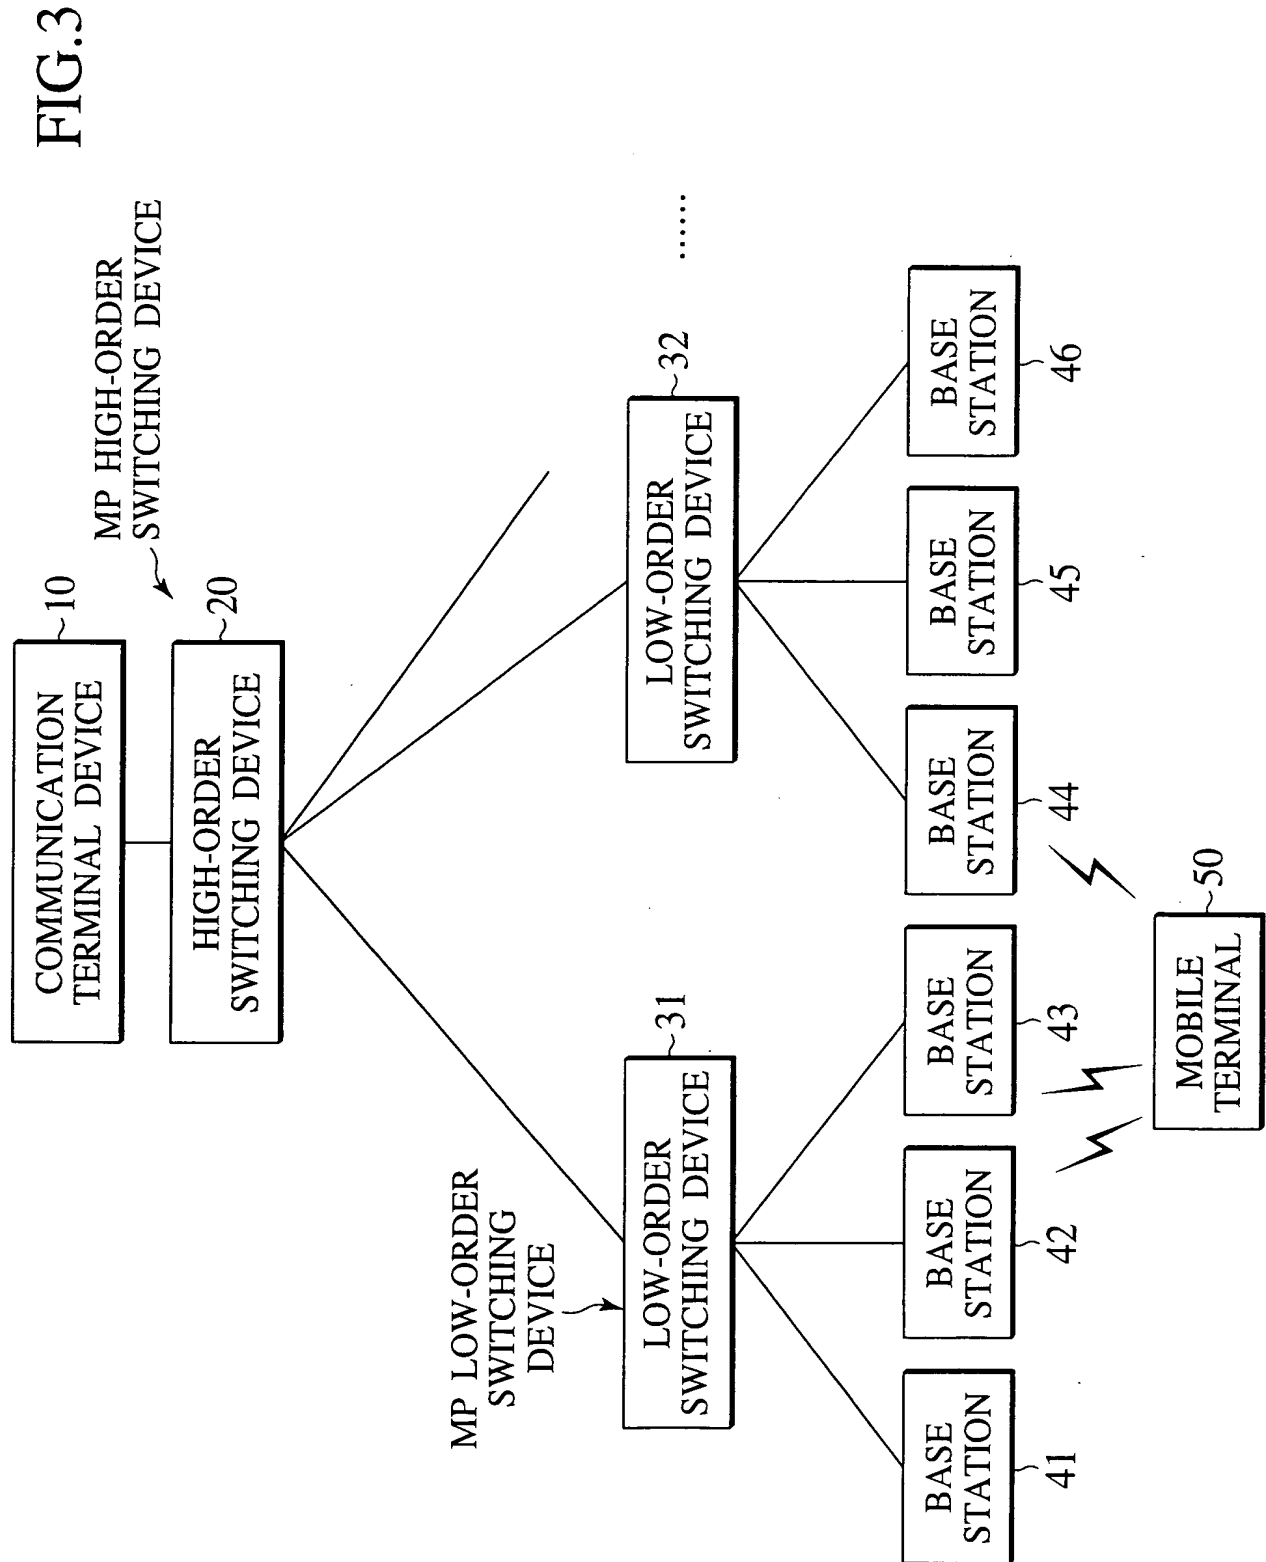 FIG.3
COMMUNICATION
TERMINAL DEVICE
10
MP HIGH-ORDER
SWITCHING DEVICE
HIGH-ORDER
SWITCHING DEVICE
20
MP LOW-ORDER
SWITCHING
DEVICE
LOW-ORDER
SWITCHING DEVICE
31
LOW-ORDER
SWITCHING DEVICE
32
......
BASE
STATION
41
BASE
STATION
42
BASE
STATION
43
BASE
STATION
44
BASE
STATION
45
BASE
STATION
46
MOBILE
TERMINAL
50